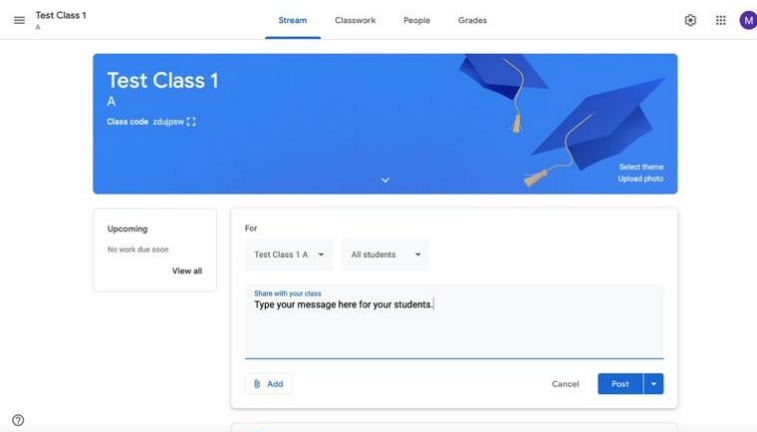 Test Class 1
A
Stream Classwork People Grades
M
Test Class 1
A
Class code zdujpsw
Select theme
Upload photo
Upcoming
No work due soon
View all
For
Test Class 1 A All students
Share with your class
Type your message here for your students.
Add Cancel Post